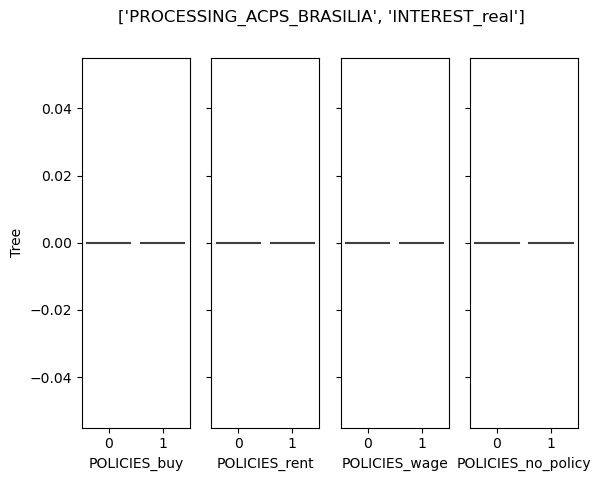 ['PROCESSING_ACPS_BRASILIA', 'INTEREST_real']
0.04
0.02
0.00
−0.02
−0.04
Tree
0 1
POLICIES_buy
0 1
POLICIES_rent
0 1
POLICIES_wage
0 1
POLICIES_no_policy